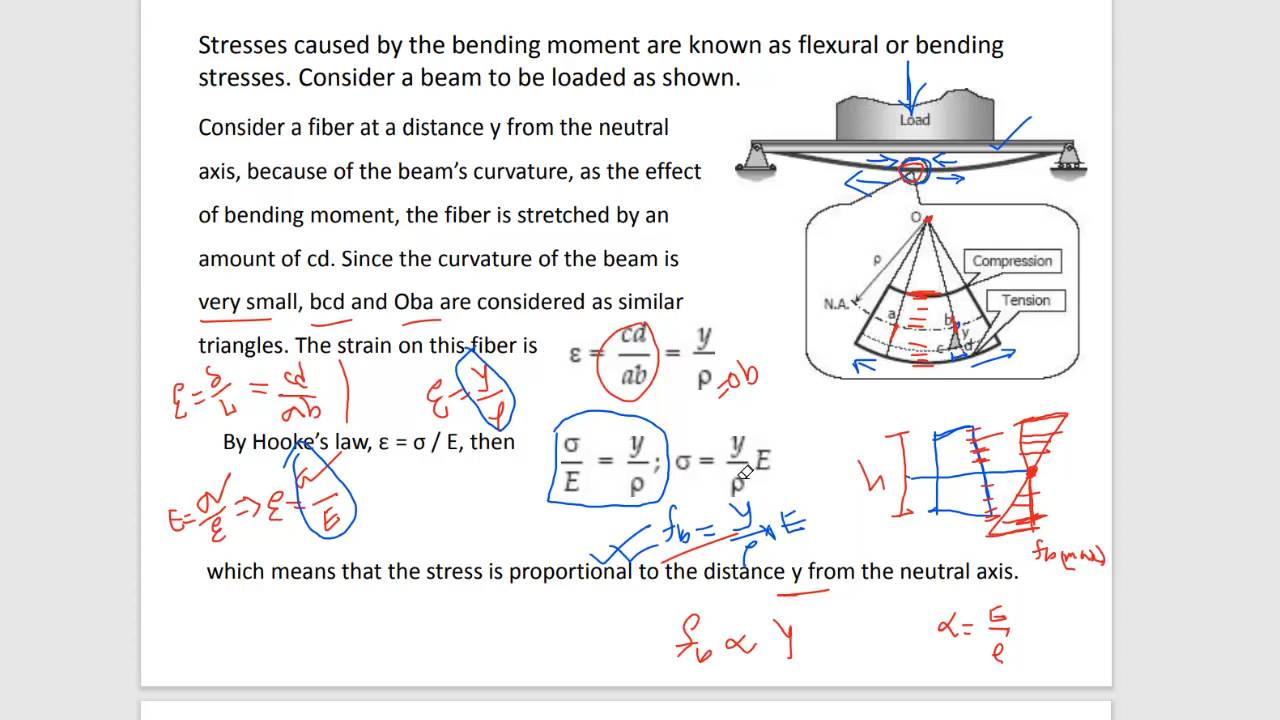 Stresses caused by the bending moment are known as flexural or bending
stresses. Consider a beam to be loaded as shown.
Load
Consider a fiber at a distance y from the neutral
axis, because of the beam's curvature, as the effect
of bending moment, the fiber is stretched by an
amount of cd. Since the curvature of the beam is
very small, bcd and Oba are considered as similar
triangles. The strain on this fiber is
O
ρ
Compression
N.A.
Tension
a
b
y
c
d
ε = cd/ab = y/ρ
= ob
ε = δ/L = cd/ab
ε = y/ρ
By Hooke's law, ε = σ / E, then
σ/E = y/ρ ; σ = y/ρ E
E = σ/ε ⇒ ε = σ/E
fb = y/ρ × E
h
fb(max)
which means that the stress is proportional to the distance y from the neutral axis.
fb ∝ y
α = E/ρ